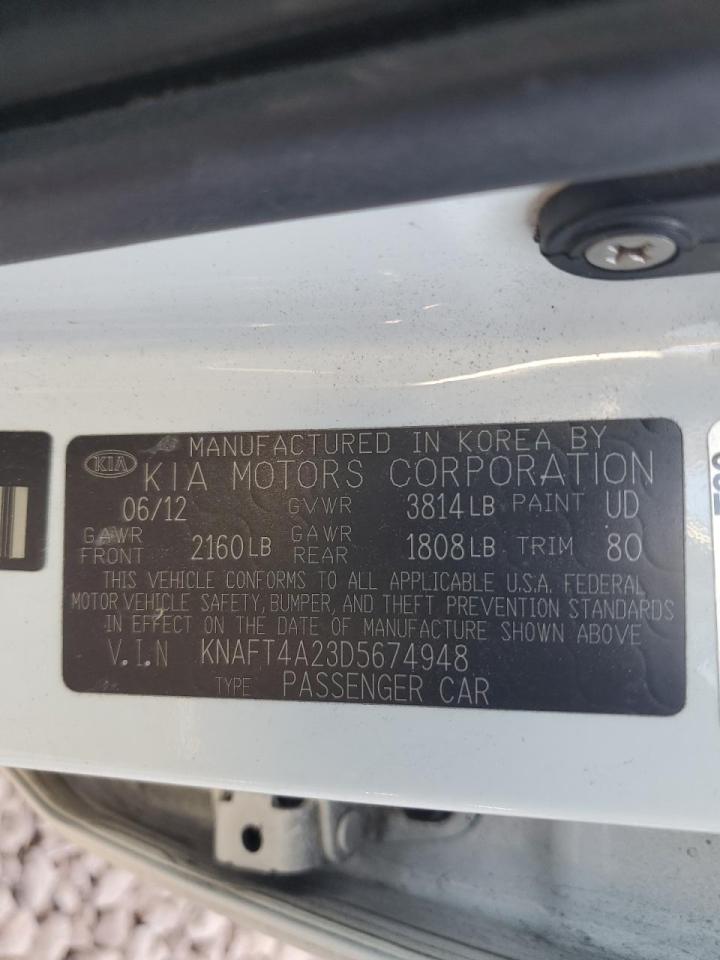 MANUFACTURED IN KOREA BY
KIA KIA MOTORS CORPORATION
06/12 GVWR 3814LB PAINT UD
GAWR FRONT 2160LB GAWR REAR 1808LB TRIM 80
THIS VEHICLE CONFORMS TO ALL APPLICABLE U.S.A. FEDERAL
MOTOR VEHICLE SAFETY, BUMPER, AND THEFT PREVENTION STANDARDS
IN EFFECT ON THE DATE OF MANUFACTURE SHOWN ABOVE
V.I.N KNAFT4A23D5674948
TYPE PASSENGER CAR